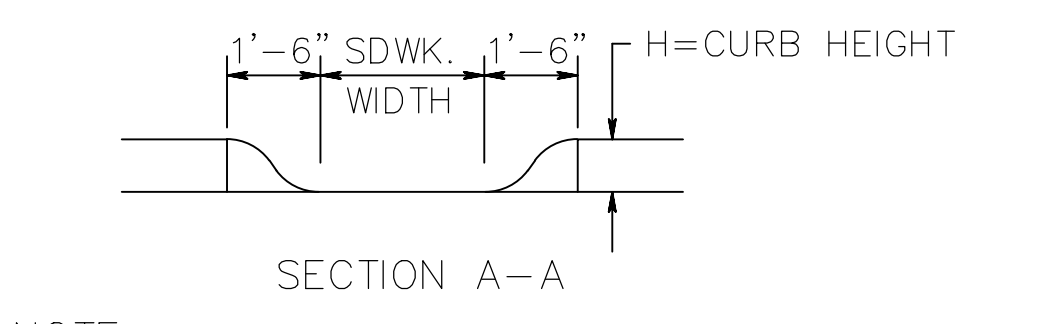 1'-6" SDWK. 1'-6"
WIDTH
H=CURB HEIGHT
SECTION A-A